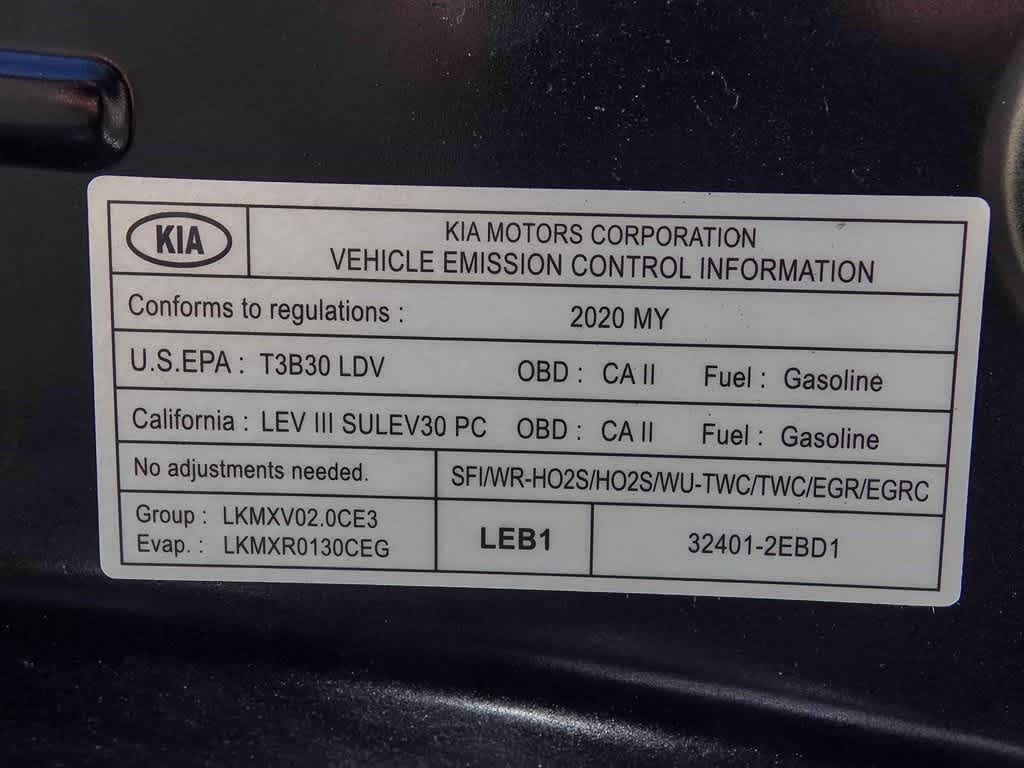 KIA
KIA MOTORS CORPORATION
VEHICLE EMISSION CONTROL INFORMATION
Conforms to regulations : 2020 MY
U.S.EPA : T3B30 LDV OBD : CA II Fuel : Gasoline
California : LEV III SULEV30 PC OBD : CA II Fuel : Gasoline
No adjustments needed. SFI/WR-HO2S/HO2S/WU-TWC/TWC/EGR/EGRC
Group : LKMXV02.0CE3
Evap. : LKMXR0130CEG
LEB1 32401-2EBD1